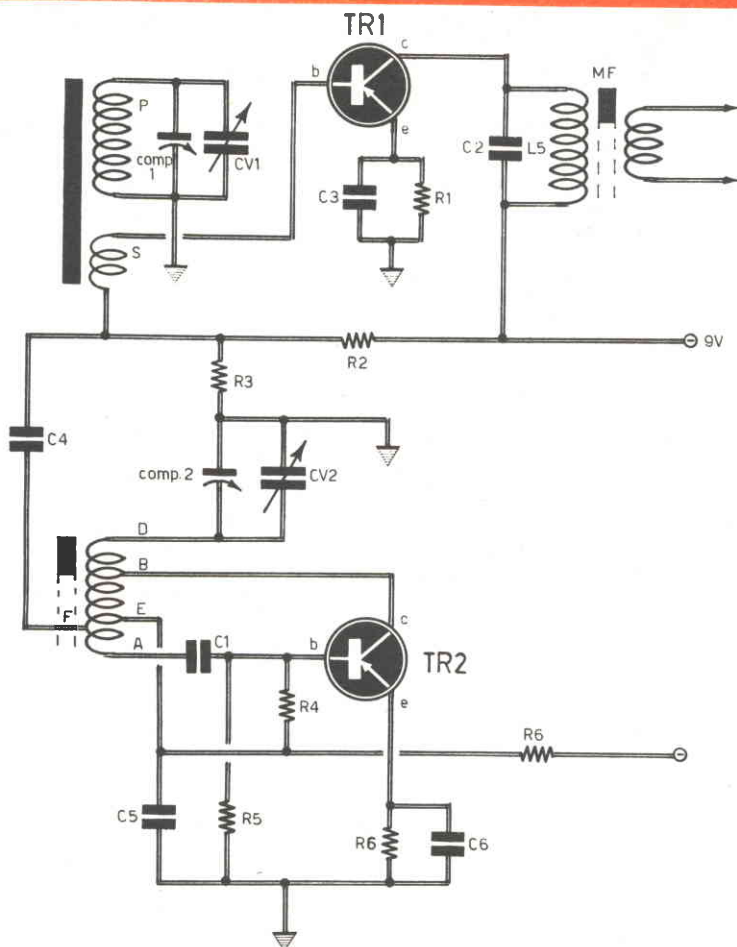 TR1
b
c
e
P
comp.
1
CV1
C3
R1
C2
L5
MF
S
R2
⊖ 9V
R3
C4
comp.2
CV2
D
B
F
E
A
C1
b
c
e
TR2
R4
R6
⊖
C5
R5
R6
C6